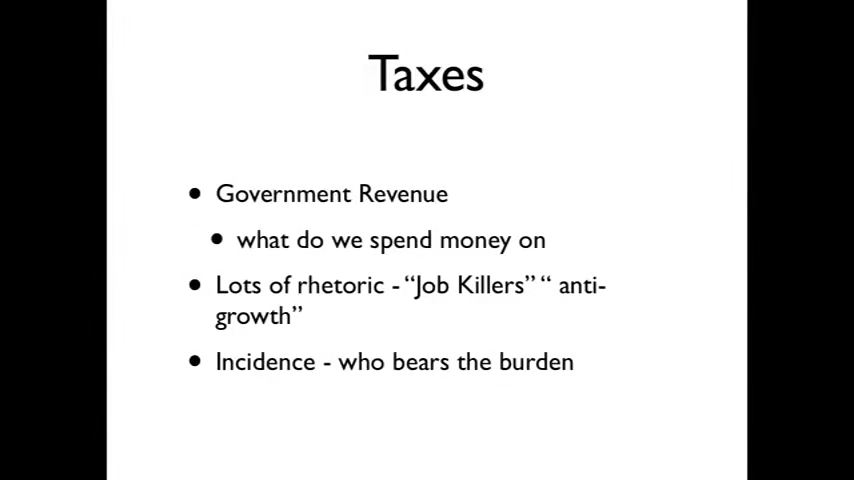 Taxes
• Government Revenue
• what do we spend money on
• Lots of rhetoric - “Job Killers” “ anti-
growth”
• Incidence - who bears the burden